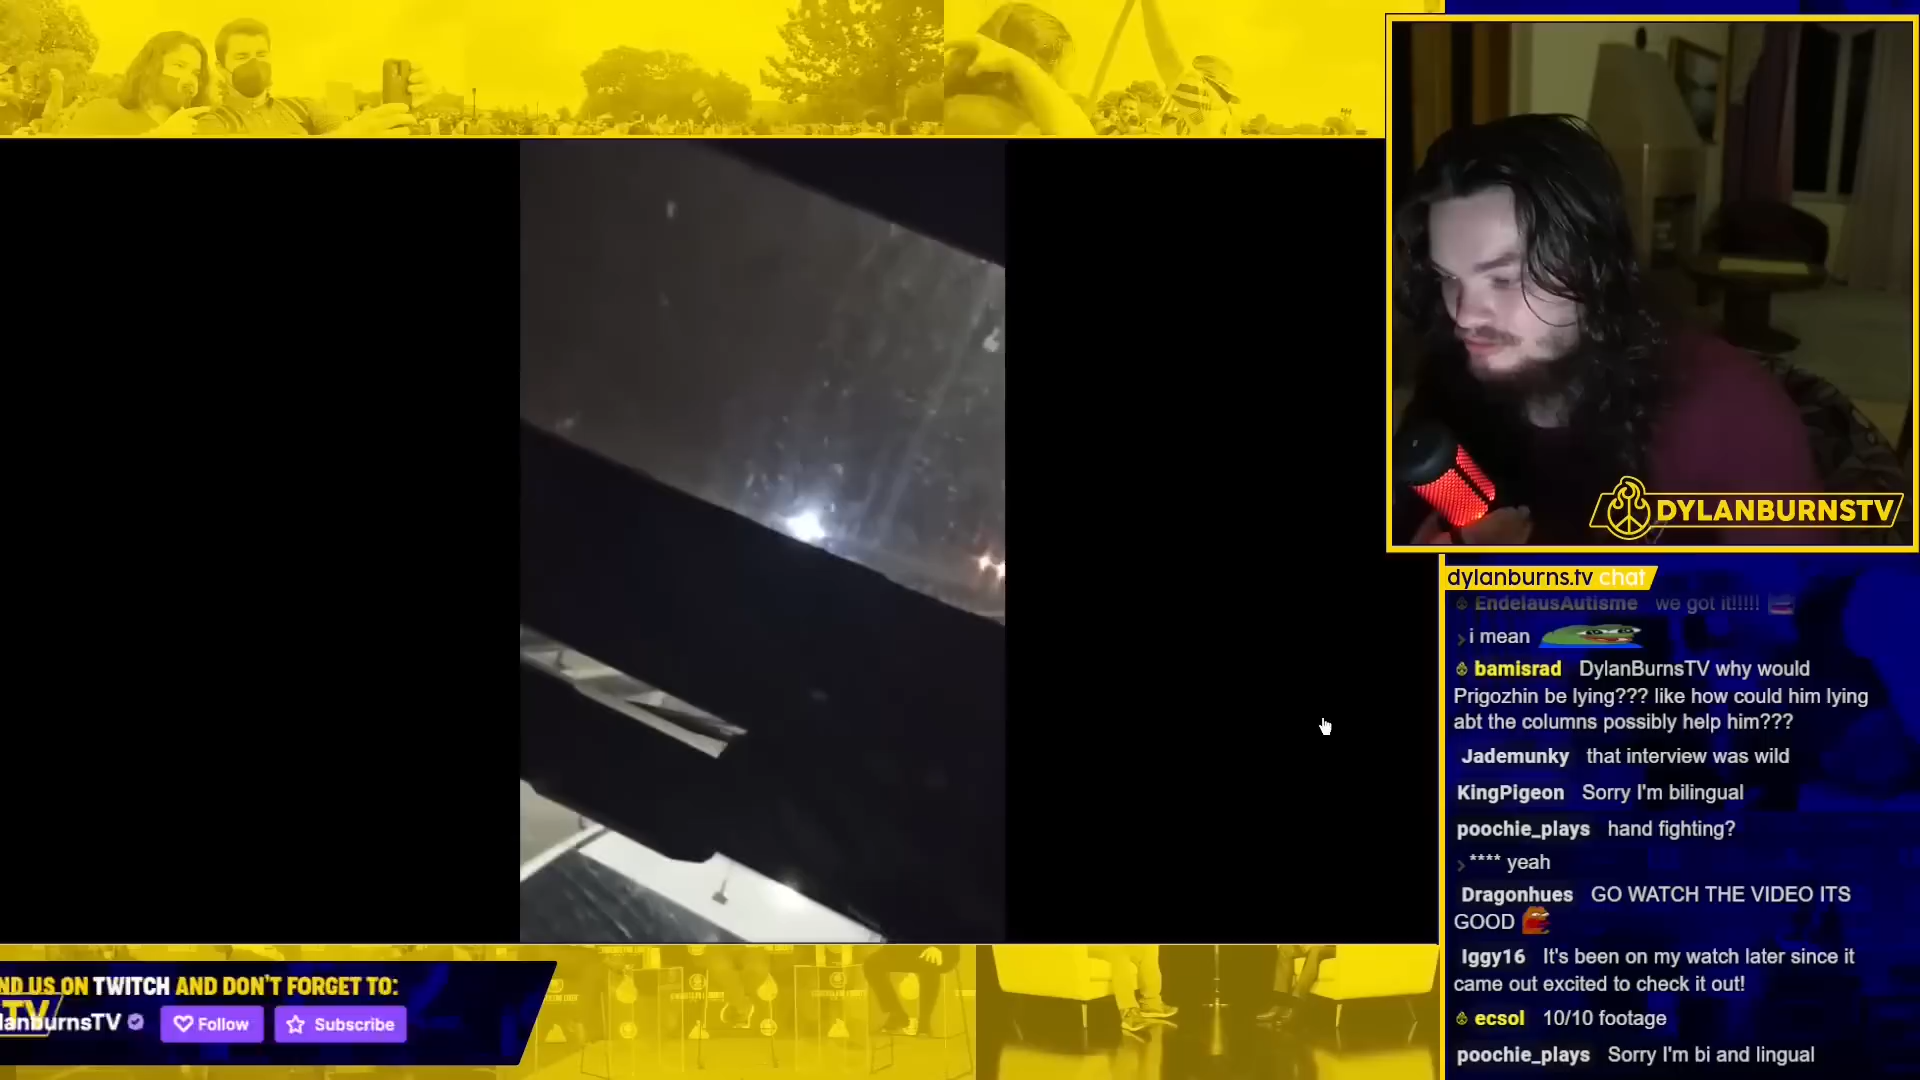 DYLANBURNSTV
dylanburns.tv chat
EndelausAutisme we got it!!!!!
i mean
bamisrad DylanBurnsTV why would
Prigozhin be lying??? like how could him lying
abt the columns possibly help him???
Jademunky that interview was wild
KingPigeon Sorry I'm bilingual
poochie_plays hand fighting?
**** yeah
Dragonhues GO WATCH THE VIDEO ITS
GOOD
Iggy16 It's been on my watch later since it
came out excited to check it out!
ecsol 10/10 footage
poochie_plays Sorry I'm bi and lingual
ND US ON TWITCH AND DON'T FORGET TO:
TV
lanburnsTV Follow Subscribe